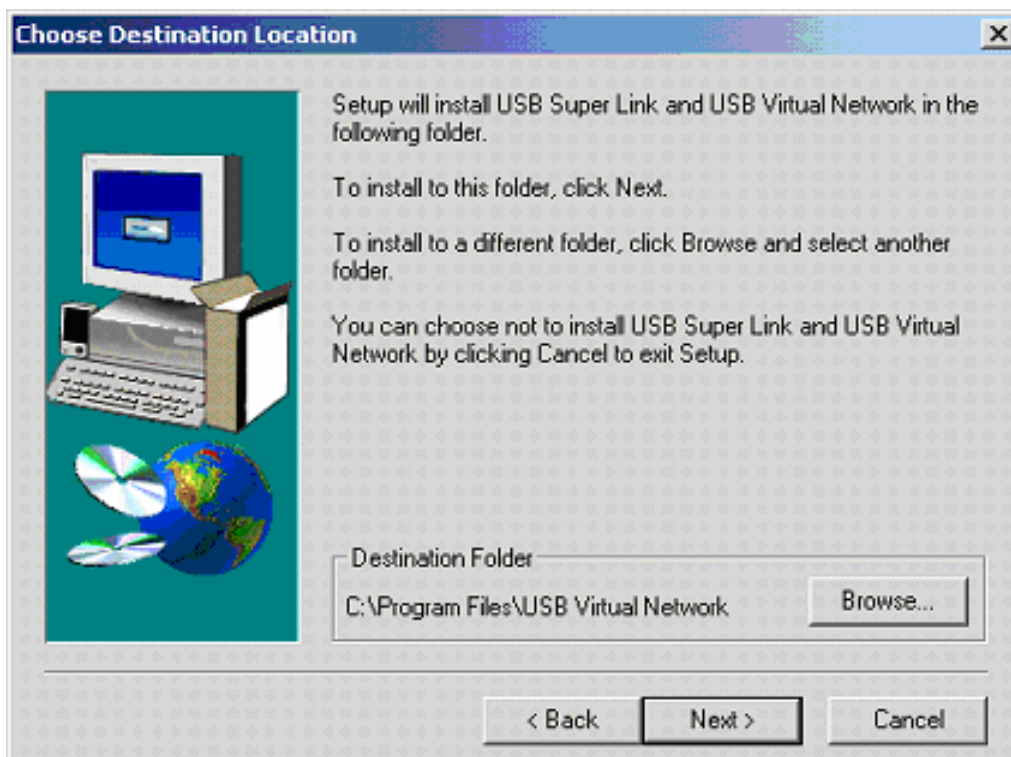 Choose Destination Location
Setup will install USB Super Link and USB Virtual Network in the
following folder.
To install to this folder, click Next.
To install to a different folder, click Browse and select another
folder.
You can choose not to install USB Super Link and USB Virtual
Network by clicking Cancel to exit Setup.
Destination Folder
C:\Program Files\USB Virtual Network
Browse...
< Back
Next >
Cancel